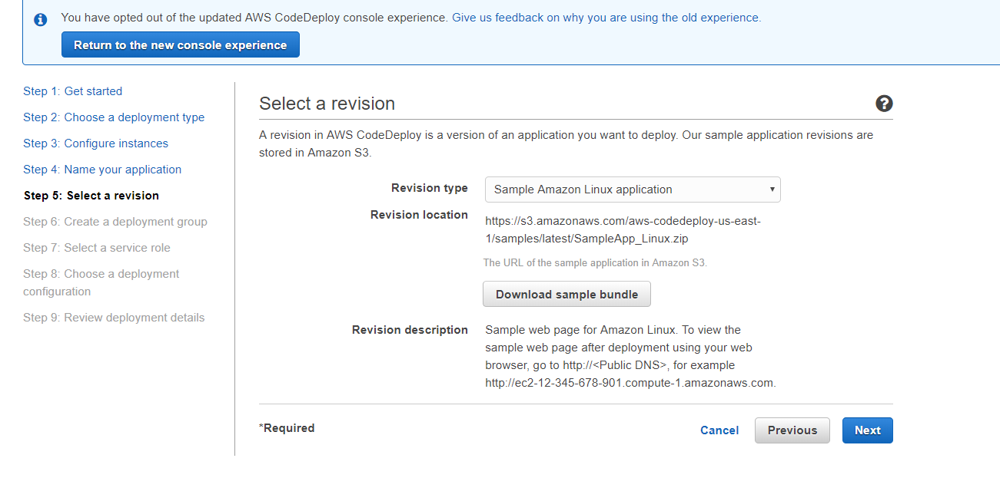 You have opted out of the updated AWS CodeDeploy console experience. Give us feedback on why you are using the old experience.
Return to the new console experience
Step 1: Get started
Step 2: Choose a deployment type
Step 3: Configure instances
Step 4: Name your application
Step 5: Select a revision
Step 6: Create a deployment group
Step 7: Select a service role
Step 8: Choose a deployment
configuration
Step 9: Review deployment details
Select a revision
A revision in AWS CodeDeploy is a version of an application you want to deploy. Our sample application revisions are
stored in Amazon S3.
Revision type
Sample Amazon Linux application
Revision location
https://s3.amazonaws.com/aws-codedeploy-us-east-
1/samples/latest/SampleApp_Linux.zip
The URL of the sample application in Amazon S3.
Download sample bundle
Revision description
Sample web page for Amazon Linux. To view the
sample web page after deployment using your web
browser, go to http://<Public DNS>, for example
http://ec2-12-345-678-901.compute-1.amazonaws.com.
*Required
Cancel
Previous
Next